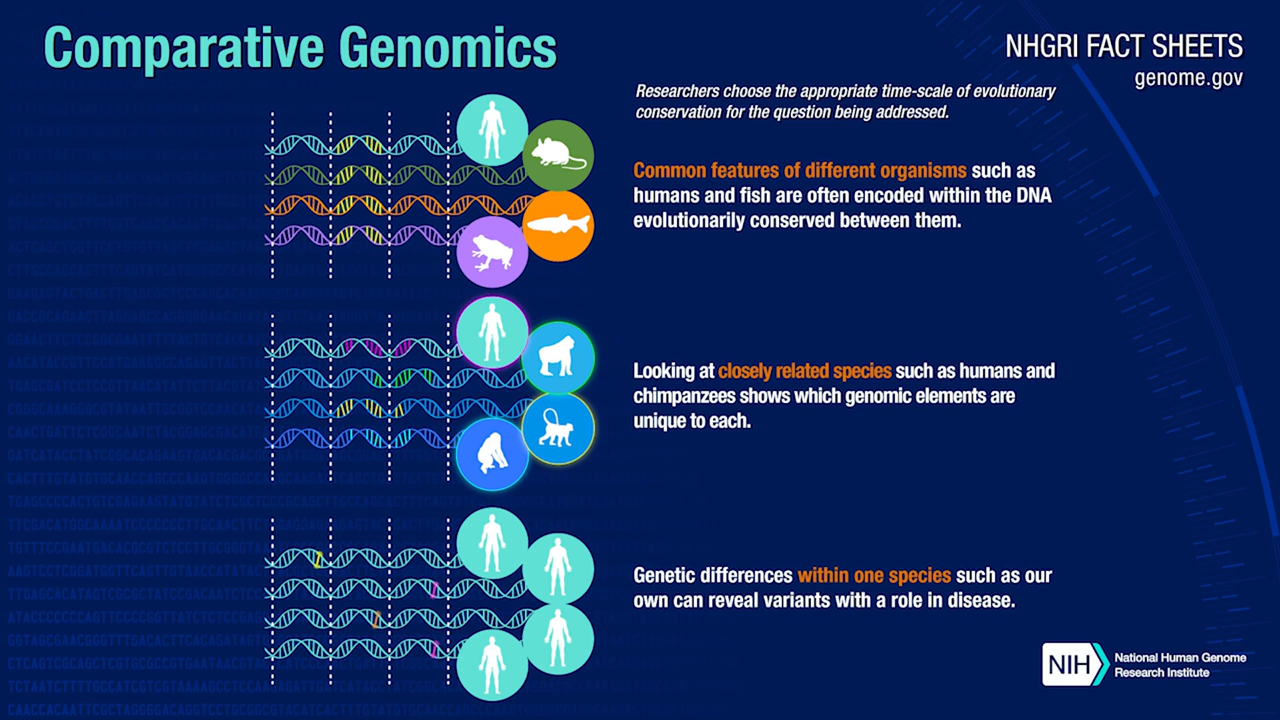 Comparative Genomics
NHGRI FACT SHEETS
genome.gov
Researchers choose the appropriate time-scale of evolutionary
conservation for the question being addressed.
Common features of different organisms such as
humans and fish are often encoded within the DNA
evolutionarily conserved between them.
Looking at closely related species such as humans and
chimpanzees shows which genomic elements are
unique to each.
Genetic differences within one species such as our
own can reveal variants with a role in disease.
NIH
National Human Genome
Research Institute